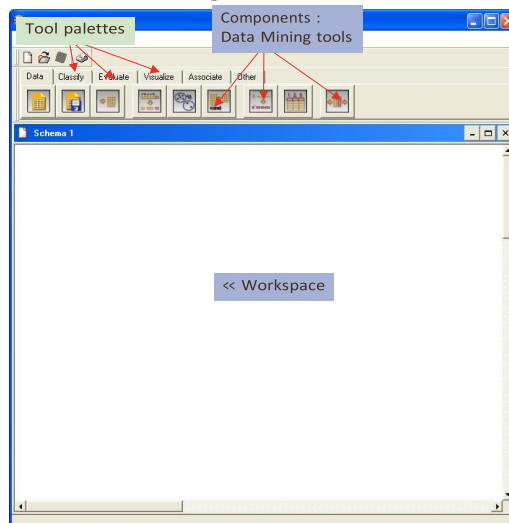 Tool palettes
Components :
Data Mining tools
Data Classify Evaluate Visualize Associate Other
Schema 1
<< Workspace